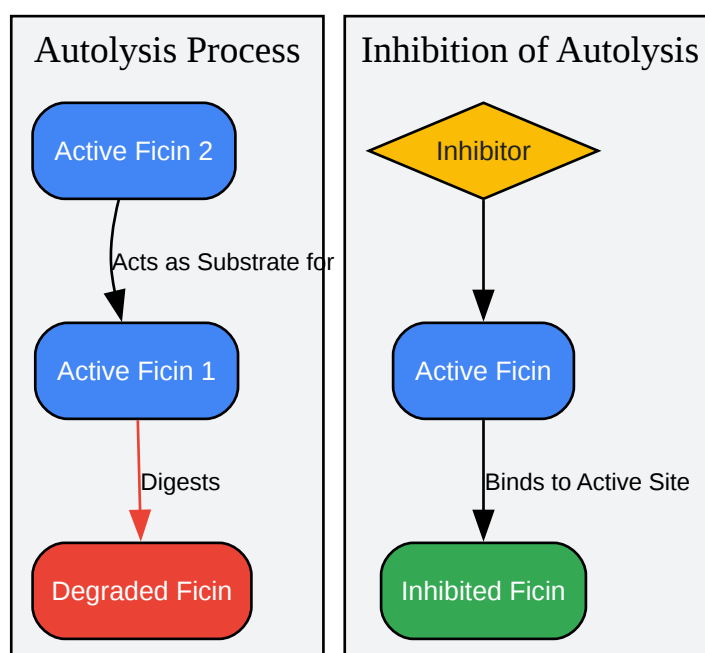 Autolysis Process
Active Ficin 2
Acts as Substrate for
Active Ficin 1
Digests
Degraded Ficin
Inhibition of Autolysis
Inhibitor
Active Ficin
Binds to Active Site
Inhibited Ficin